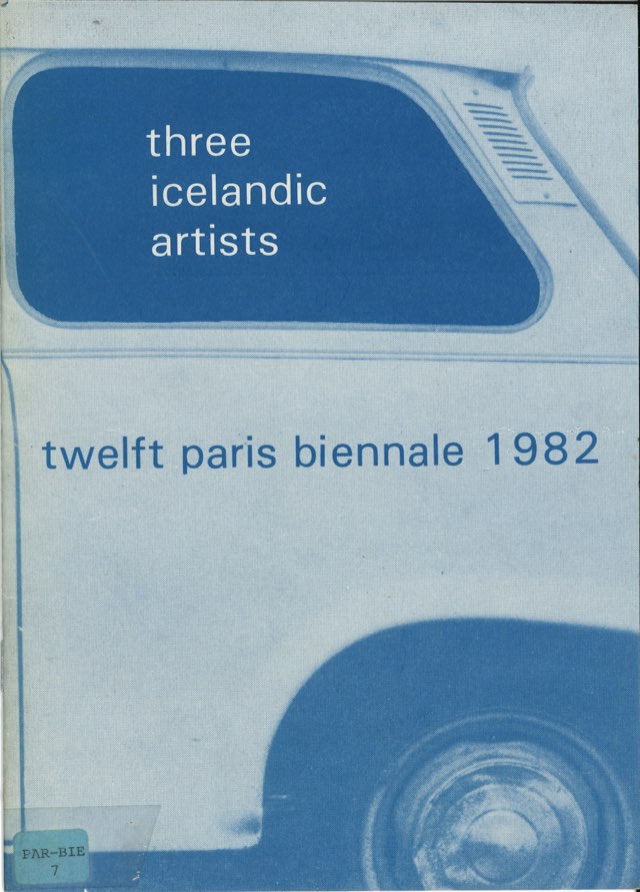 three
icelandic
artists
twelft paris biennale 1982
PAR-BIE
7